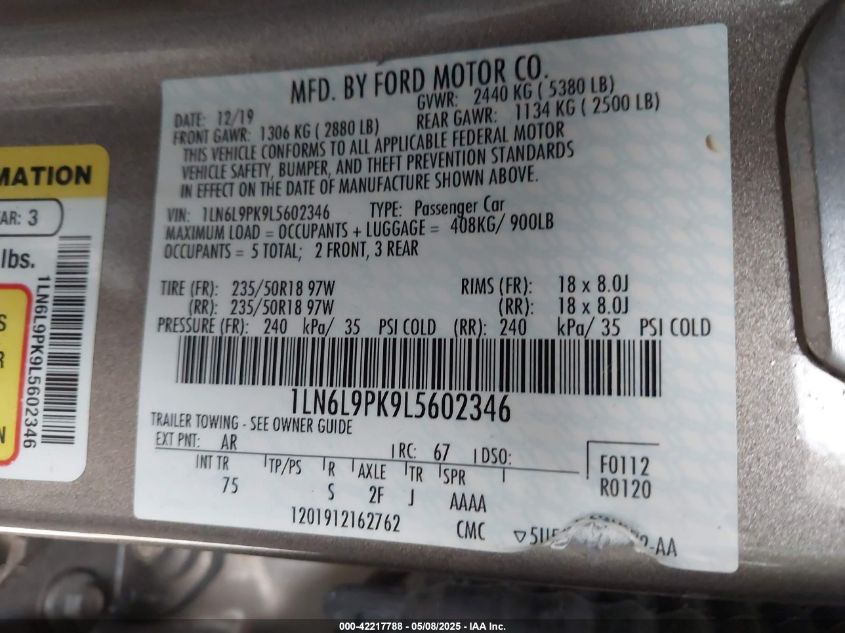 MFD. BY FORD MOTOR CO.
DATE: 12/19 GVWR: 2440 KG ( 5380 LB)
FRONT GAWR: 1306 KG ( 2880 LB) REAR GAWR: 1134 KG ( 2500 LB)
THIS VEHICLE CONFORMS TO ALL APPLICABLE FEDERAL MOTOR
VEHICLE SAFETY, BUMPER, AND THEFT PREVENTION STANDARDS
IN EFFECT ON THE DATE OF MANUFACTURE SHOWN ABOVE.
VIN: 1LN6L9PK9L5602346 TYPE: Passenger Car
MAXIMUM LOAD = OCCUPANTS + LUGGAGE = 408KG/ 900LB
OCCUPANTS = 5 TOTAL; 2 FRONT, 3 REAR
TIRE (FR): 235/50R18 97W RIMS (FR): 18 x 8.0J
(RR): 235/50R18 97W (RR): 18 x 8.0J
PRESSURE (FR): 240 kPa/ 35 PSI COLD (RR): 240 kPa/ 35 PSI COLD
1LN6L9PK9L5602346
TRAILER TOWING - SEE OWNER GUIDE
EXT PNT: AR RC: 67 DSO:
INT TR TP/PS R AXLE TR SPR
75 S 2F J AAAA
F0112
R0120
1201912162762 CMC
-AA
MATION
AR: 3
lbs.
1LN6L9PK9L5602346
S
R
N
000-42217788 - 05/08/2025 - IAA Inc.